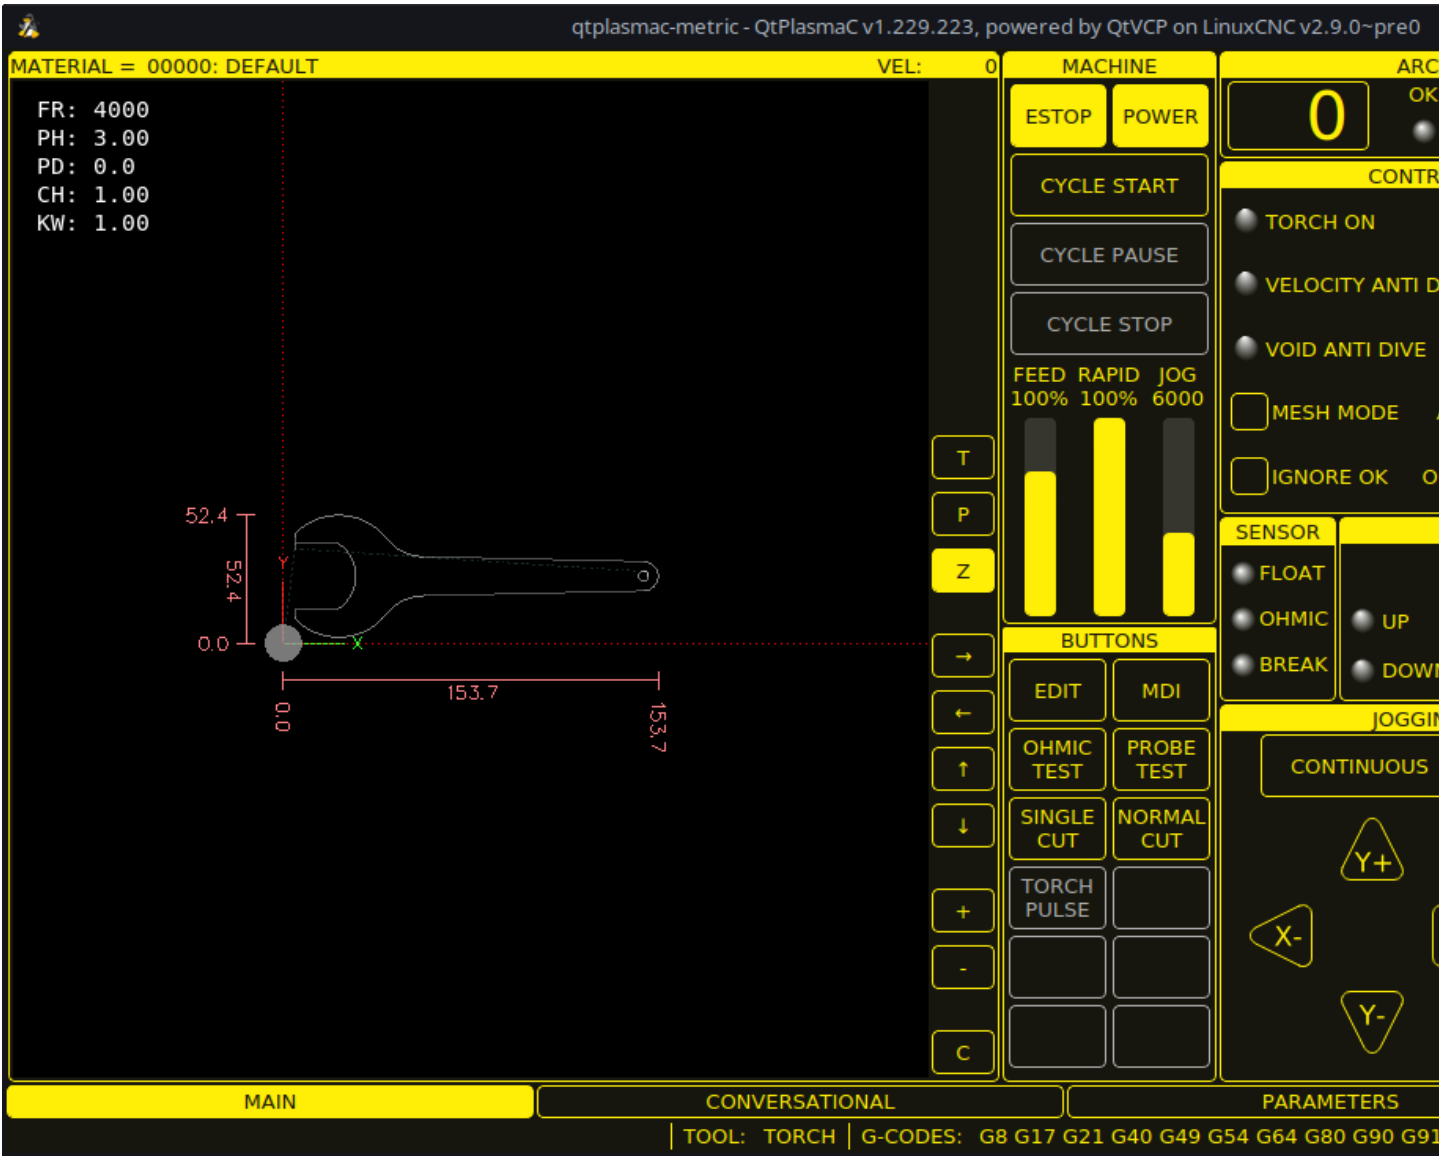 qtplasmac-metric - QtPlasmaC v1.229.223, powered by QtVCP on LinuxCNC v2.9.0~pre0
MATERIAL = 00000: DEFAULT VEL: 0
FR: 4000
PH: 3.00
PD: 0.0
CH: 1.00
KW: 1.00
52.4
52.4
0.0
Y
X
153.7
0.0
153.7
T
P
Z
→
←
↑
↓
+
-
C
MACHINE
ESTOP POWER
CYCLE START
CYCLE PAUSE
CYCLE STOP
FEED RAPID JOG
100% 100% 6000
BUTTONS
EDIT MDI
OHMIC TEST
PROBE TEST
SINGLE CUT
NORMAL CUT
TORCH PULSE
ARC
0 OK
CONTR
TORCH ON
VELOCITY ANTI D
VOID ANTI DIVE
MESH MODE
IGNORE OK O
SENSOR
FLOAT
OHMIC
BREAK
UP
DOWN
JOGGIN
CONTINUOUS
Y+
X-
Y-
MAIN CONVERSATIONAL PARAMETERS
TOOL: TORCH G-CODES: G8 G17 G21 G40 G49 G54 G64 G80 G90 G91